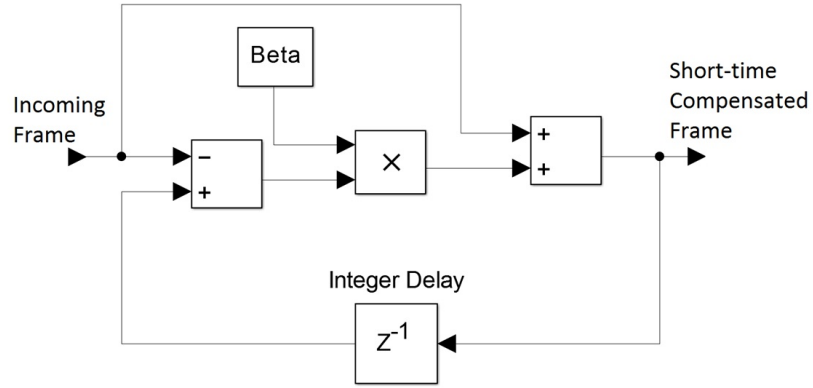 Beta
Incoming
Frame
Short-time
Compensated
Frame
−
+
×
+
+
Integer Delay
Z-1